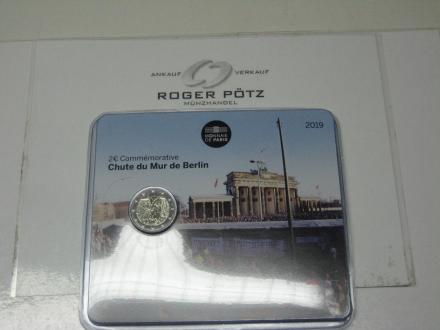 ANKAUF VERKAUF
ROGER PÖTZ
MÜNZHANDEL
MONNAIE
DE PARIS
2019
2€ Commémorative
Chute du Mur de Berlin